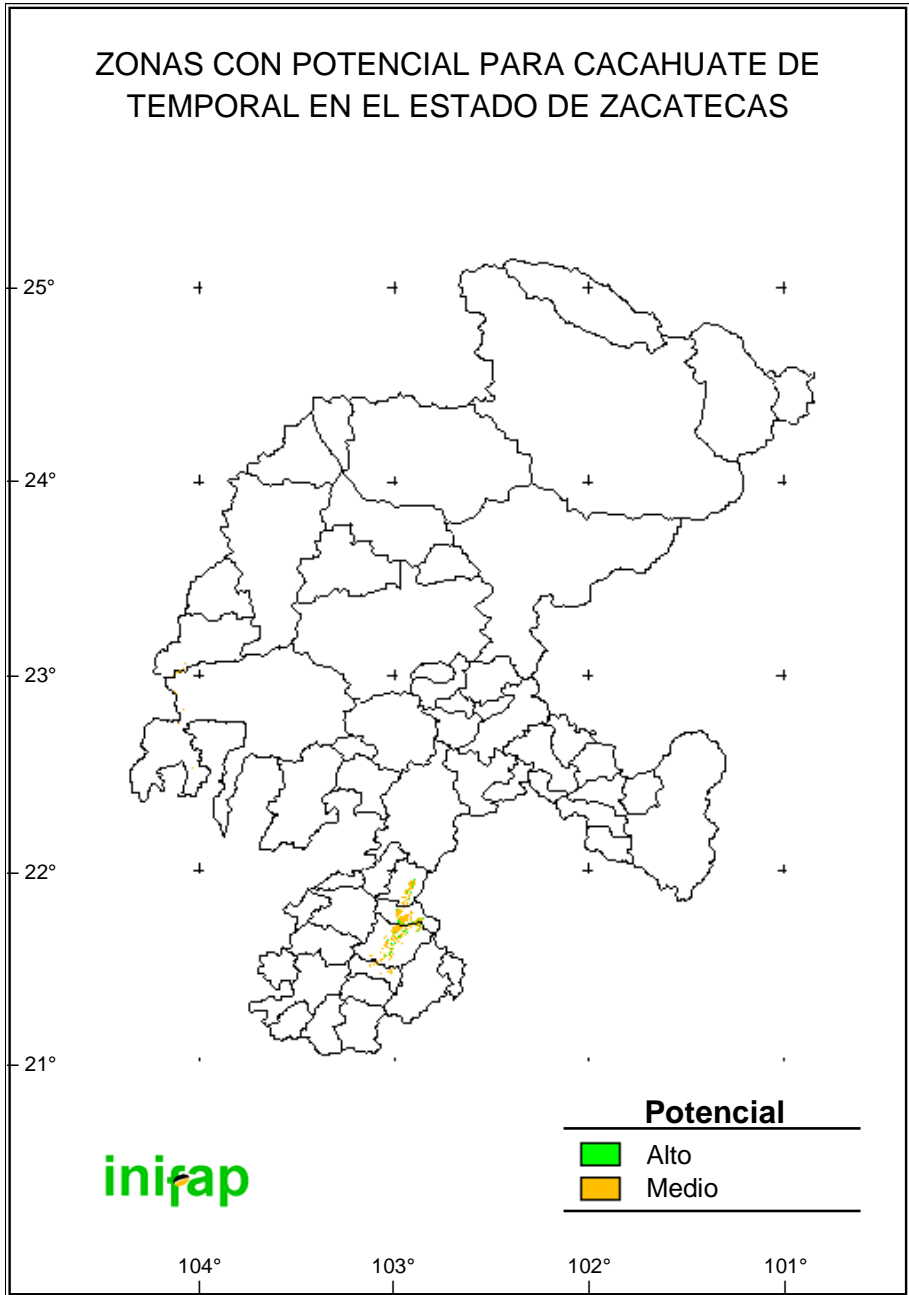 ZONAS CON POTENCIAL PARA CACAHUATE DE
TEMPORAL EN EL ESTADO DE ZACATECAS
25°
24°
23°
22°
21°
Potencial
Alto
Medio
inifap
104°
103°
102°
101°